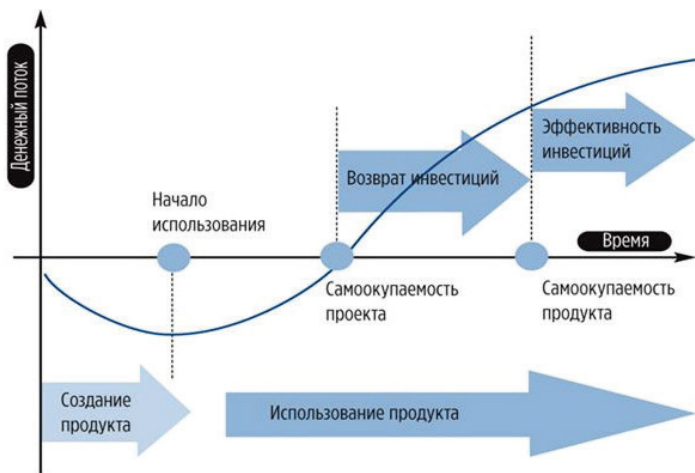 Денежный поток
Эффективность
инвестиций
Возврат инвестиций
Начало
использования
Время
Самоокупаемость
проекта
Самоокупаемость
продукта
Создание
продукта
Использование продукта